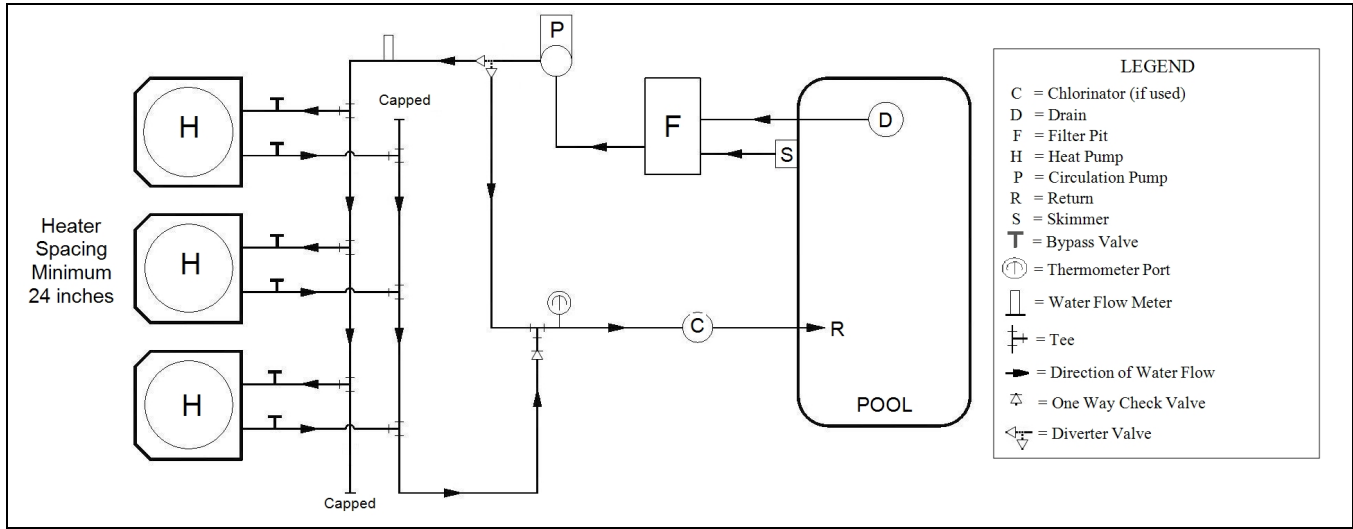 P
LEGEND
C = Chlorinator (if used)
D = Drain
F = Filter Pit
H = Heat Pump
P = Circulation Pump
R = Return
S = Skimmer
= Bypass Valve
= Thermometer Port
= Water Flow Meter
= Tee
= Direction of Water Flow
= One Way Check Valve
= Diverter Valve
Capped
H
F
D
S
Heater
Spacing
Minimum
24 inches
H
C
R
H
POOL
Capped